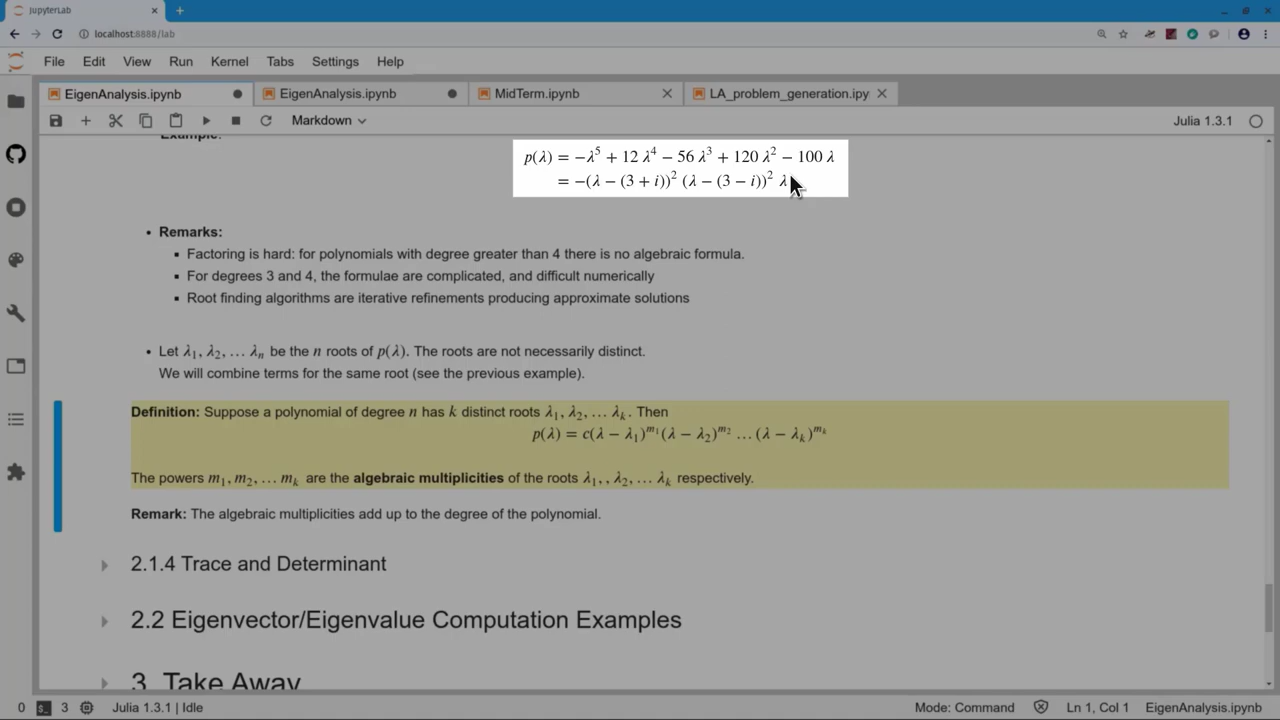 JupyterLab
localhost:8888/lab
File Edit View Run Kernel Tabs Settings Help
EigenAnalysis.ipynb EigenAnalysis.ipynb MidTerm.ipynb LA_problem_generation.ipy
Markdown Julia 1.3.1
Example:
p(λ) = −λ⁵ + 12 λ⁴ − 56 λ³ + 120 λ² − 100 λ
= −(λ − (3 + i))² (λ − (3 − i))² λ
• Remarks:
▪ Factoring is hard: for polynomials with degree greater than 4 there is no algebraic formula.
▪ For degrees 3 and 4, the formulae are complicated, and difficult numerically
▪ Root finding algorithms are iterative refinements producing approximate solutions
• Let λ₁, λ₂, … λₙ be the n roots of p(λ). The roots are not necessarily distinct.
We will combine terms for the same root (see the previous example).
Definition: Suppose a polynomial of degree n has k distinct roots λ₁, λ₂, … λₖ. Then
p(λ) = c(λ − λ₁)^m₁ (λ − λ₂)^m₂ … (λ − λₖ)^mₖ
The powers m₁, m₂, … mₖ are the algebraic multiplicities of the roots λ₁, , λ₂, … λₖ respectively.
Remark: The algebraic multiplicities add up to the degree of the polynomial.
2.1.4 Trace and Determinant
2.2 Eigenvector/Eigenvalue Computation Examples
3 Take Away
0 3 Julia 1.3.1 | Idle Mode: Command Ln 1, Col 1 EigenAnalysis.ipynb